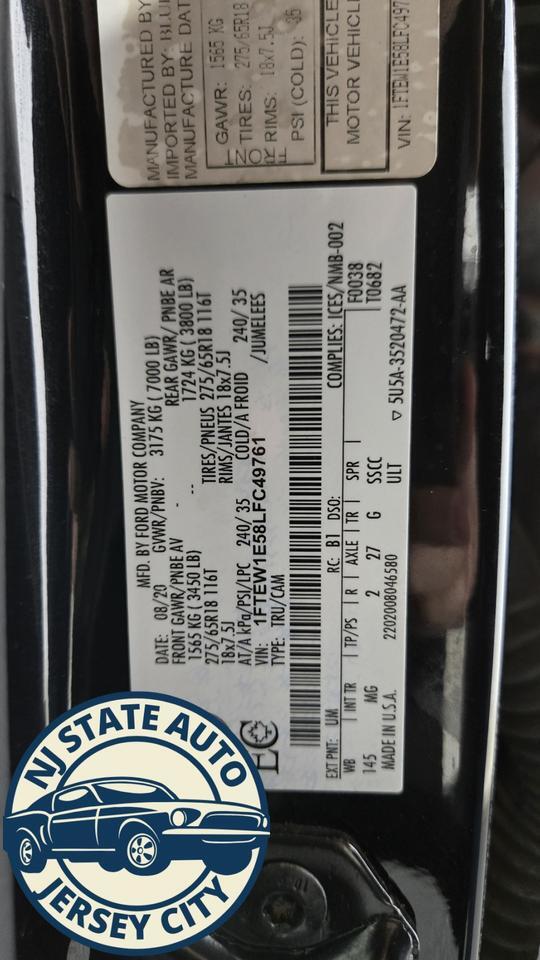 MANUFACTURED BY
IMPORTED BY: BLU
MANUFACTURE DAT
GAWR: 1565 KG
TIRES: 275/65R18
RIMS: 18x7.5J
PSI (COLD): 35
THIS VEHICLE
MOTOR VEHICLE
VIN: 1FTEW1E58LFC497
MFD. BY FORD MOTOR COMPANY
DATE: 08/20 GVWR/PNBV: 3175 KG ( 7000 LB)
FRONT GAWR/PNBE AV REAR GAWR/ PNBE AR
1565 KG ( 3450 LB) 1724 KG ( 3800 LB)
275/65R18 116T TIRES/PNEUS 275/65R18 116T
18x7.5J RIMS/JANTES 18x7.5J
AT/A kPa/PSI/LPC 240/ 35 COLD/A FROID 240/ 35
VIN: 1FTEW1E58LFC49761 /JUMELEES
TYPE: TRU/CAM
EC
EXT PNT: UM RC: B1 DSO: COMPLIES: ICES/NMB-002
WB | INT TR | TP/PS | R | AXLE | TR | SPR | F0038
145 MG 2 27 G SSCC T0682
MADE IN U.S.A. 2202008046580 ULT ▽ 5U5A-3520472-AA
NJ STATE AUTO
JERSEY CITY